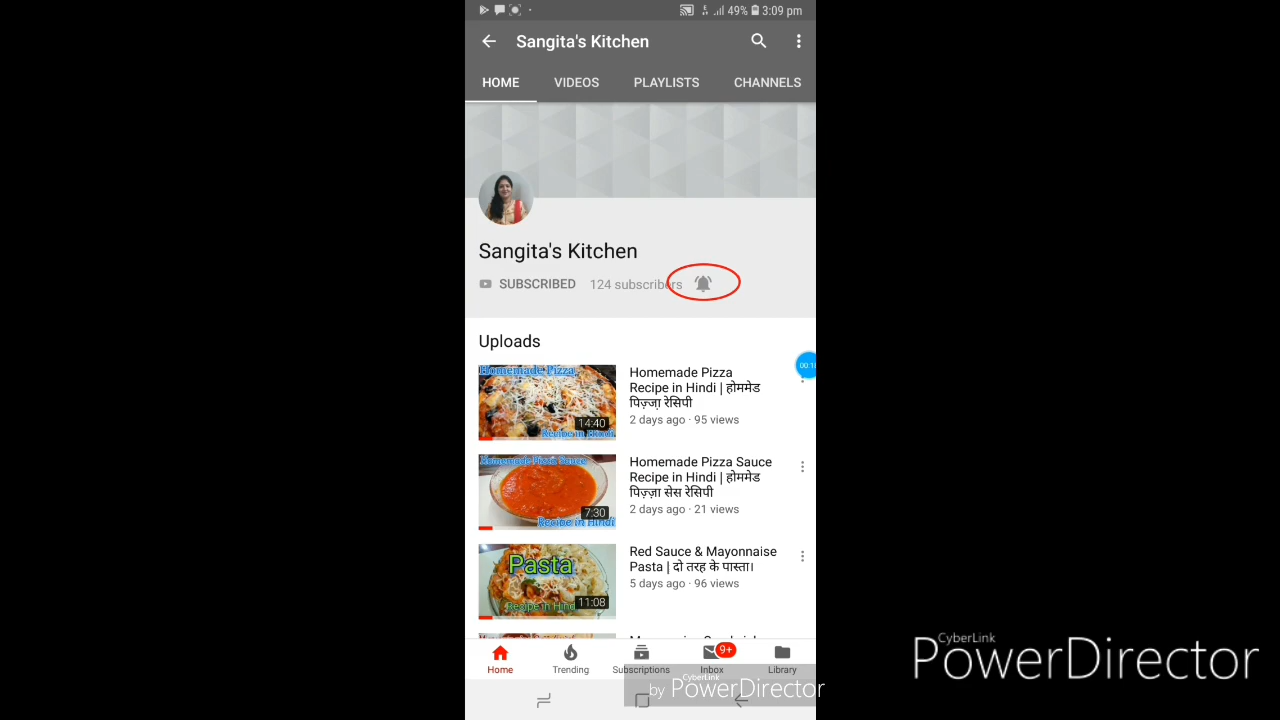 49% 3:09 pm
Sangita's Kitchen
HOME VIDEOS PLAYLISTS CHANNELS
Sangita's Kitchen
SUBSCRIBED 124 subscribers
Uploads
Homemade Pizza
Recipe in Hindi
14:40
Homemade Pizza
Recipe in Hindi | होममेड
पिज़्ज़ा रेसिपी
2 days ago · 95 views
Homemade Pizza Sauce
Recipe in Hindi
7:30
Homemade Pizza Sauce
Recipe in Hindi | होममेड
पिज़्ज़ा सेस रेसिपी
2 days ago · 21 views
Pasta
Recipe in Hindi
11:08
Red Sauce & Mayonnaise
Pasta | दो तरह के पास्ता।
5 days ago · 96 views
9+
Home Trending Subscriptions Inbox Library
CyberLink
by PowerDirector
CyberLink
PowerDirector